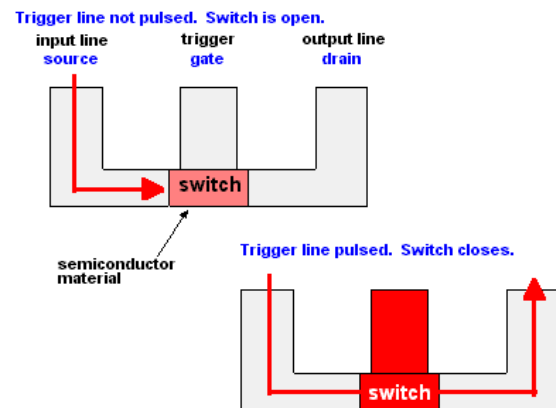 Trigger line not pulsed. Switch is open.
input line trigger output line
source gate drain
switch
semiconductor
material
Trigger line pulsed. Switch closes.
switch